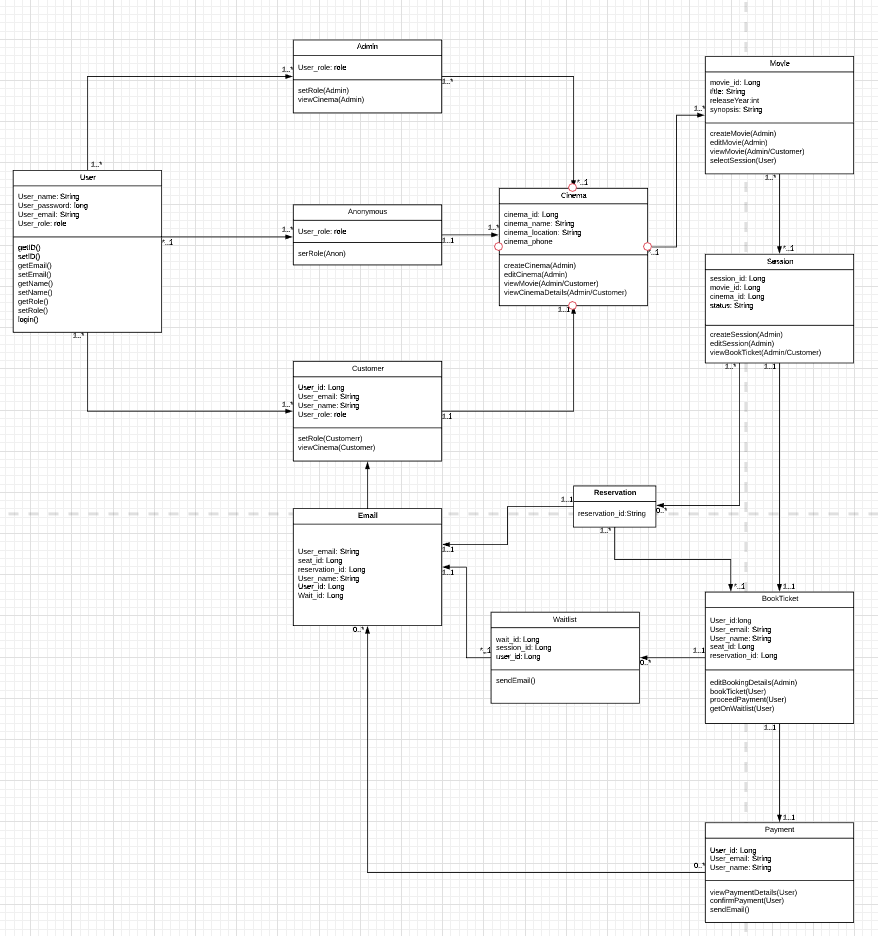 Admin
User_role: role
setRole(Admin)
viewCinema(Admin)
1..*
1..*
1..*
User
User_name: String
User_password: long
User_email: String
User_role: role
getID()
setID()
getEmail()
setEmail()
getName()
setName()
getRole()
setRole()
login()
*..1
1..*
1..*
Anonymous
User_role: role
serRole(Anon)
1..1
1..*
Customer
User_id: Long
User_email: String
User_name: String
User_role: role
setRole(Customerr)
viewCinema(Customer)
1..*
1..1
Cinema
cinema_id: Long
cinema_name: String
cinema_location: String
cinema_phone
createCinema(Admin)
editCinema(Admin)
viewMovie(Admin/Customer)
viewCinemaDetails(Admin/Customer)
*..1
*..1
1..1
1..*
Movie
movie_id: Long
title: String
releaseYear:int
synopsis: String
createMovie(Admin)
editMovie(Admin)
viewMovie(Admin/Customer)
selectSession(User)
1..*
*..1
Session
session_id: Long
movie_id: Long
cinema_id: Long
status: String
createSession(Admin)
editSession(Admin)
viewBookTicket(Admin/Customer)
1..*
1..1
Reservation
reservation_id:String
1..1
0..*
1..*
Email
User_email: String
seat_id: Long
reservation_id: Long
User_name: String
User_id: Long
Wait_id: Long
1..1
1..1
0..*
Waitlist
wait_id: Long
session_id: Long
user_id: Long
sendEmail()
*..1
0..*
*..1
1..1
BookTicket
User_id:long
User_email: String
User_name: String
seat_id: Long
reservation_id: Long
editBookingDetails(Admin)
bookTicket(User)
proceedPayment(User)
getOnWaitlist(User)
1..1
1..1
1..1
Payment
User_id: Long
User_email: String
User_name: String
viewPaymentDetails(User)
confirmPayment(User)
sendEmail()
0..*